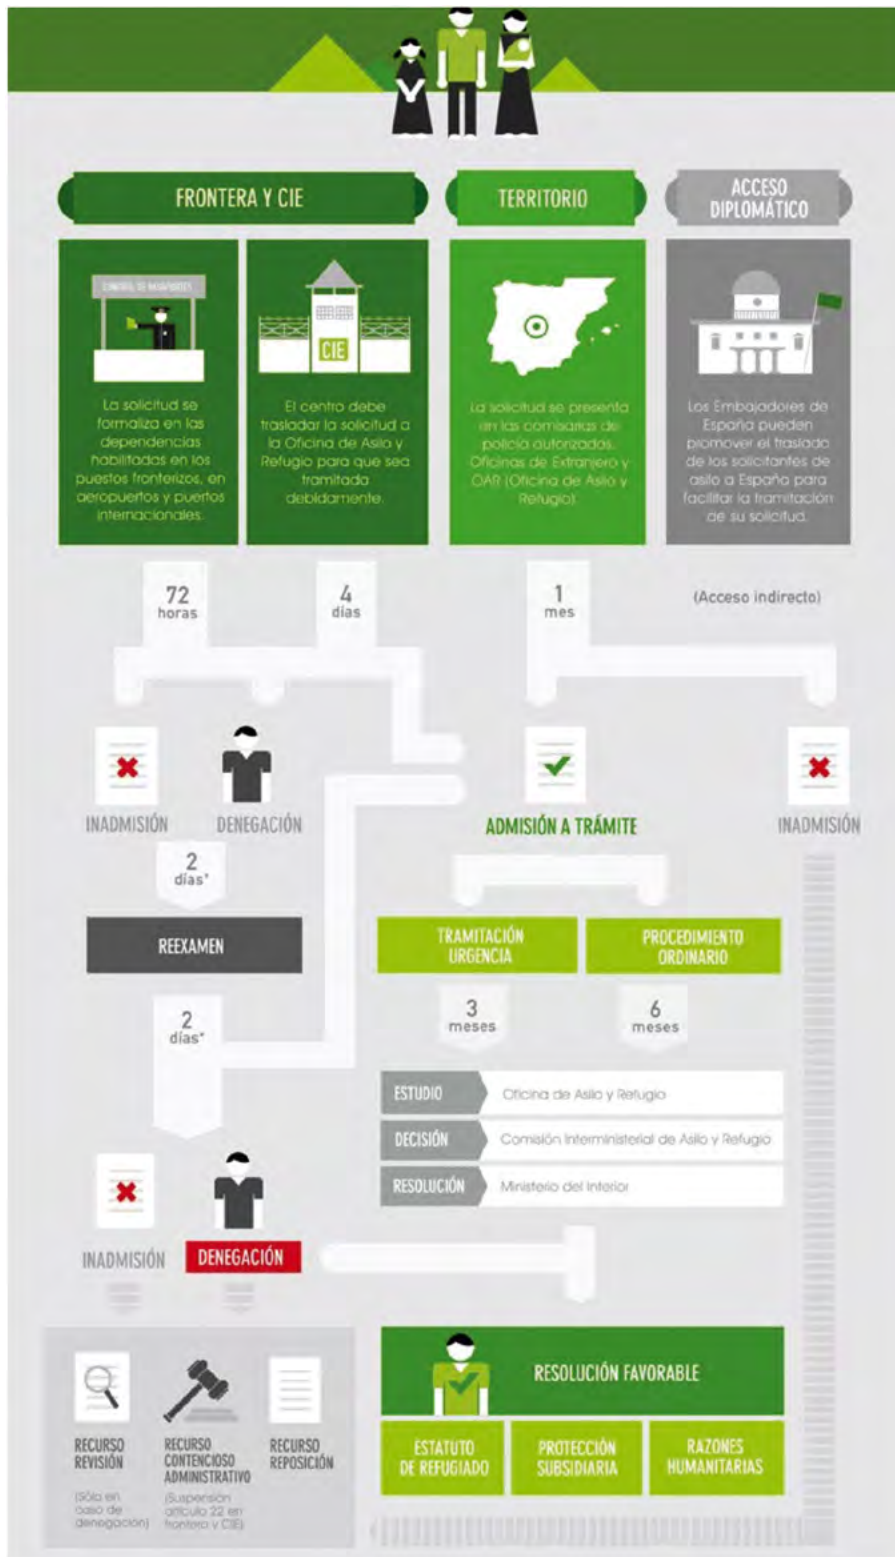 FRONTERA Y CIE
TERRITORIO
ACCESO
DIPLOMÁTICO
La solicitud se
formaliza en las
dependencias
habilitadas en los
puestos fronterizos, en
aeropuertos y puertos
internacionales.
CIE
El centro debe
trasladar la solicitud a
la Oficina de Asilo y
Refugio para que sea
tramitada
debidamente.
La solicitud se presenta
en las comisarías de
policía autorizadas,
Oficinas de Extranjero y
OAR (Oficina de Asilo y
Refugio).
Los Embajadores de
España pueden
promover el traslado
de los solicitantes de
asilo a España para
facilitar la tramitación
de su solicitud.
72
horas
4
días
1
mes
(Acceso indirecto)
INADMISIÓN
DENEGACIÓN
ADMISIÓN A TRÁMITE
INADMISIÓN
2
días*
REEXAMEN
TRAMITACIÓN
URGENCIA
PROCEDIMIENTO
ORDINARIO
2
días*
3
meses
6
meses
ESTUDIO Oficina de Asilo y Refugio
DECISIÓN Comisión Interministerial de Asilo y Refugio
RESOLUCIÓN Ministerio del Interior
INADMISIÓN
DENEGACIÓN
RESOLUCIÓN FAVORABLE
RECURSO
REVISIÓN
(Sólo en
caso de
denegación)
RECURSO
CONTENCIOSO
ADMINISTRATIVO
(Suspensión
artículo 22 en
frontera y CIE)
RECURSO
REPOSICIÓN
ESTATUTO
DE REFUGIADO
PROTECCIÓN
SUBSIDIARIA
RAZONES
HUMANITARIAS